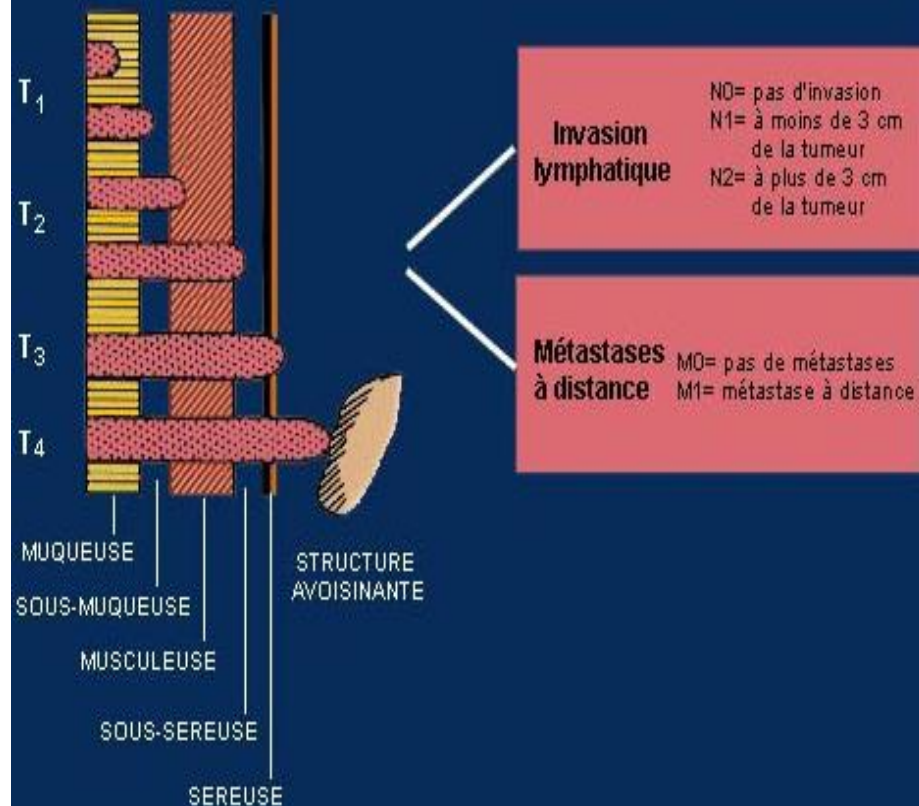 T1
T2
T3
T4
MUQUEUSE
SOUS-MUQUEUSE
MUSCULEUSE
SOUS-SEREUSE
SEREUSE
STRUCTURE
AVOISINANTE
Invasion
lymphatique
N0= pas d'invasion
N1= à moins de 3 cm
de la tumeur
N2= à plus de 3 cm
de la tumeur
Métastases
à distance
M0= pas de métastases
M1= métastase à distance